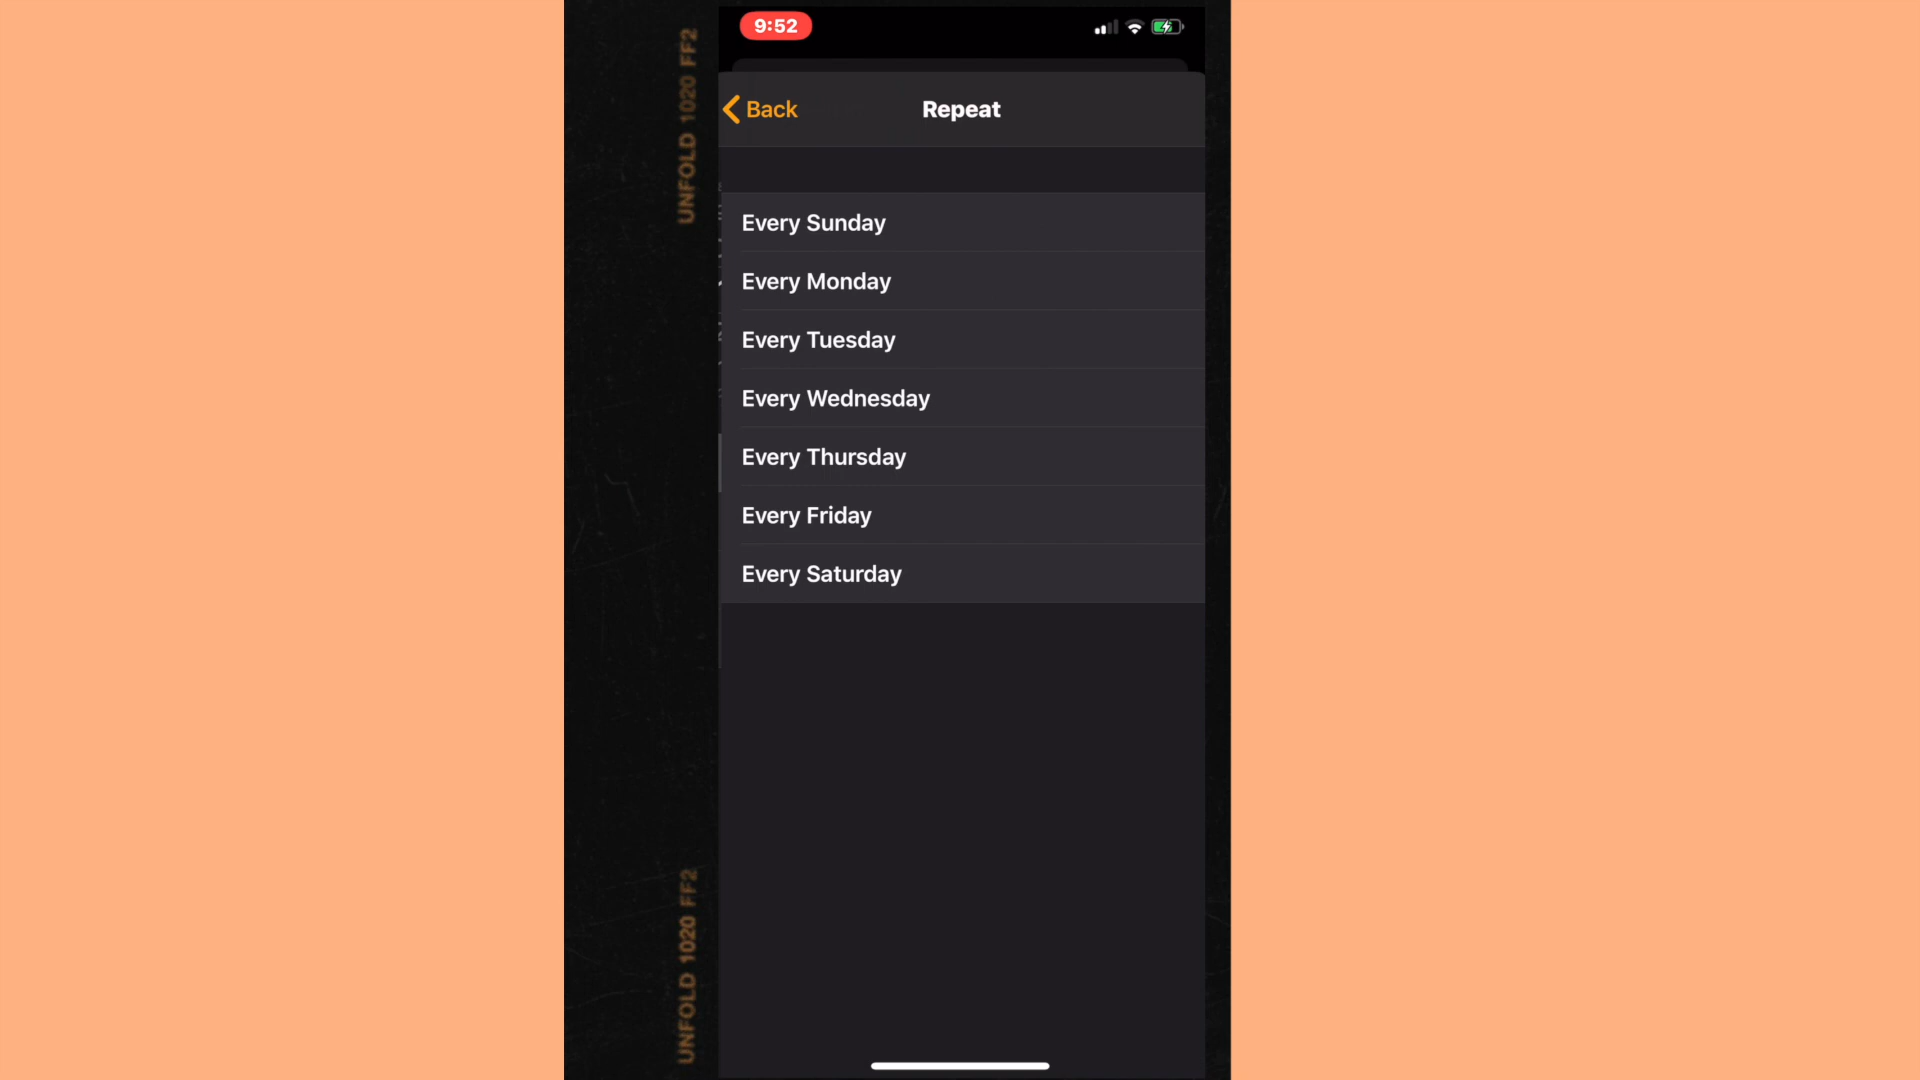 UNFOLD 1020 FF2
9:52
Back
Repeat
Every Sunday
Every Monday
Every Tuesday
Every Wednesday
Every Thursday
Every Friday
Every Saturday
UNFOLD 1020 FF2